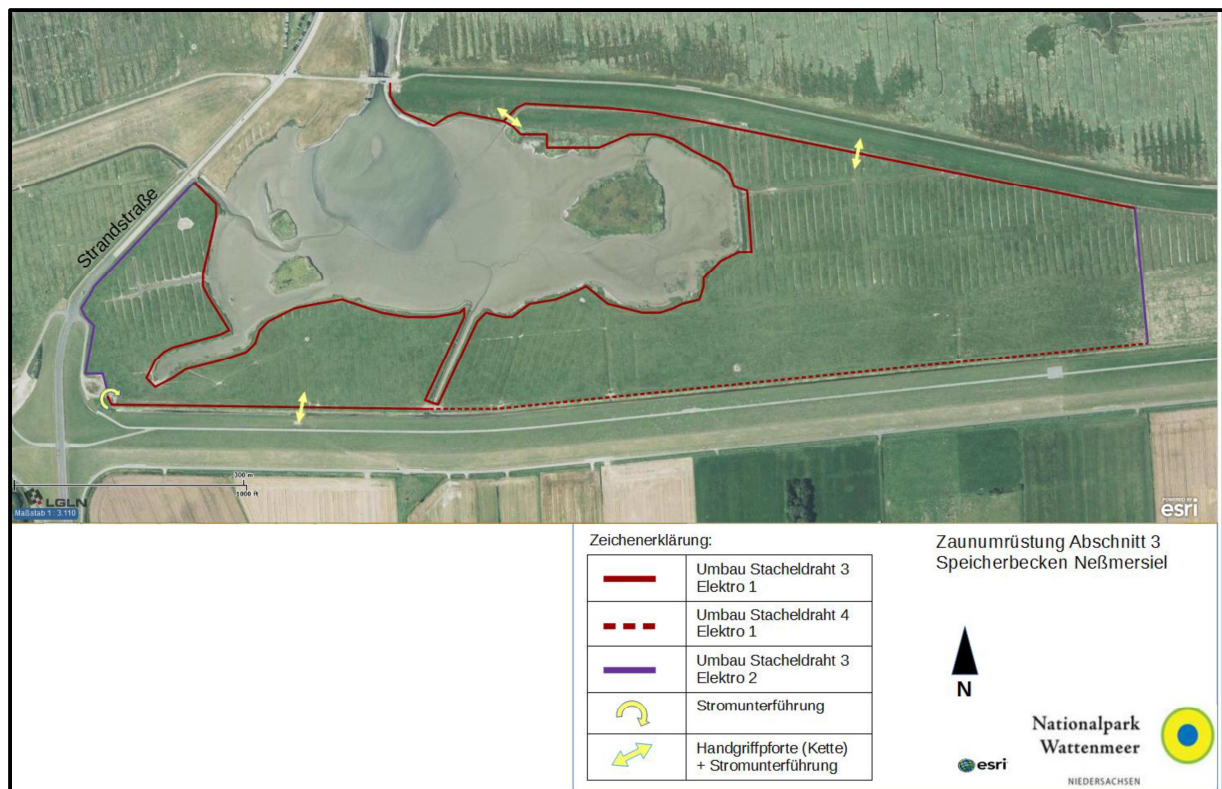 Strandstraße
300 m
1000 ft
LGLN
Maßstab 1 : 3.110
POWERED BY
esri
Zeichenerklärung:
Umbau Stacheldraht 3
Elektro 1
Umbau Stacheldraht 4
Elektro 1
Umbau Stacheldraht 3
Elektro 2
Stromunterführung
Handgriffpforte (Kette)
+ Stromunterführung
Zaunumrüstung Abschnitt 3
Speicherbecken Neßmersiel
N
Nationalpark
Wattenmeer
esri
NIEDERSACHSEN